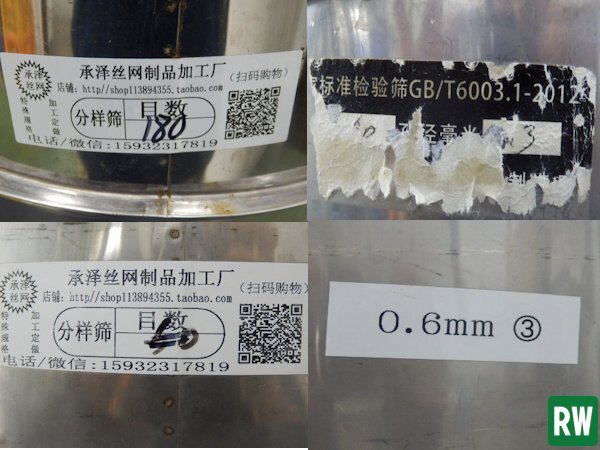 承泽丝网
承泽丝网制品加工厂
(扫码购物)
店铺: http//shop113894355.taobao.com
特殊规格
加工定做
分样筛
目数
180
电话/微信:15932317819
标准检验筛GB/T6003.1-2012
3
承泽丝网
承泽丝网制品加工厂
(扫码购物)
店铺: http//shop113894355.taobao.com
特殊规格
加工定做
分样筛
目数
电话/微信:15932317819
0.6mm ③
RW